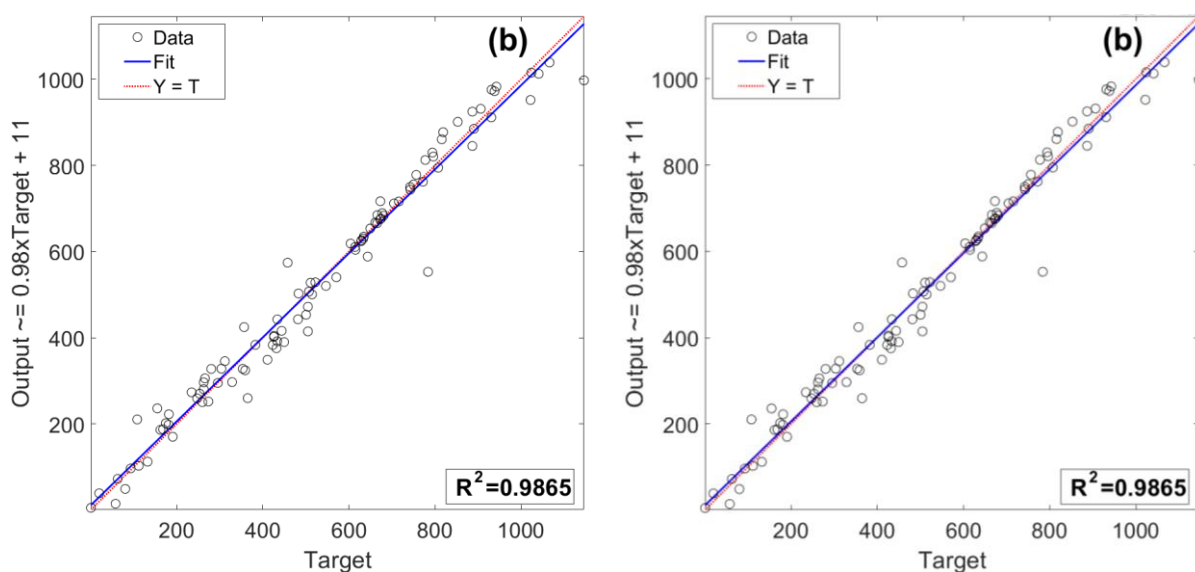 (b)
Data
Fit
Y = T
1000
800
600
400
200
Output ~= 0.98xTarget + 11
R²=0.9865
200 400 600 800 1000
Target
(b)
Data
Fit
Y = T
1000
800
600
400
200
Output ~= 0.98xTarget + 11
R²=0.9865
200 400 600 800 1000
Target